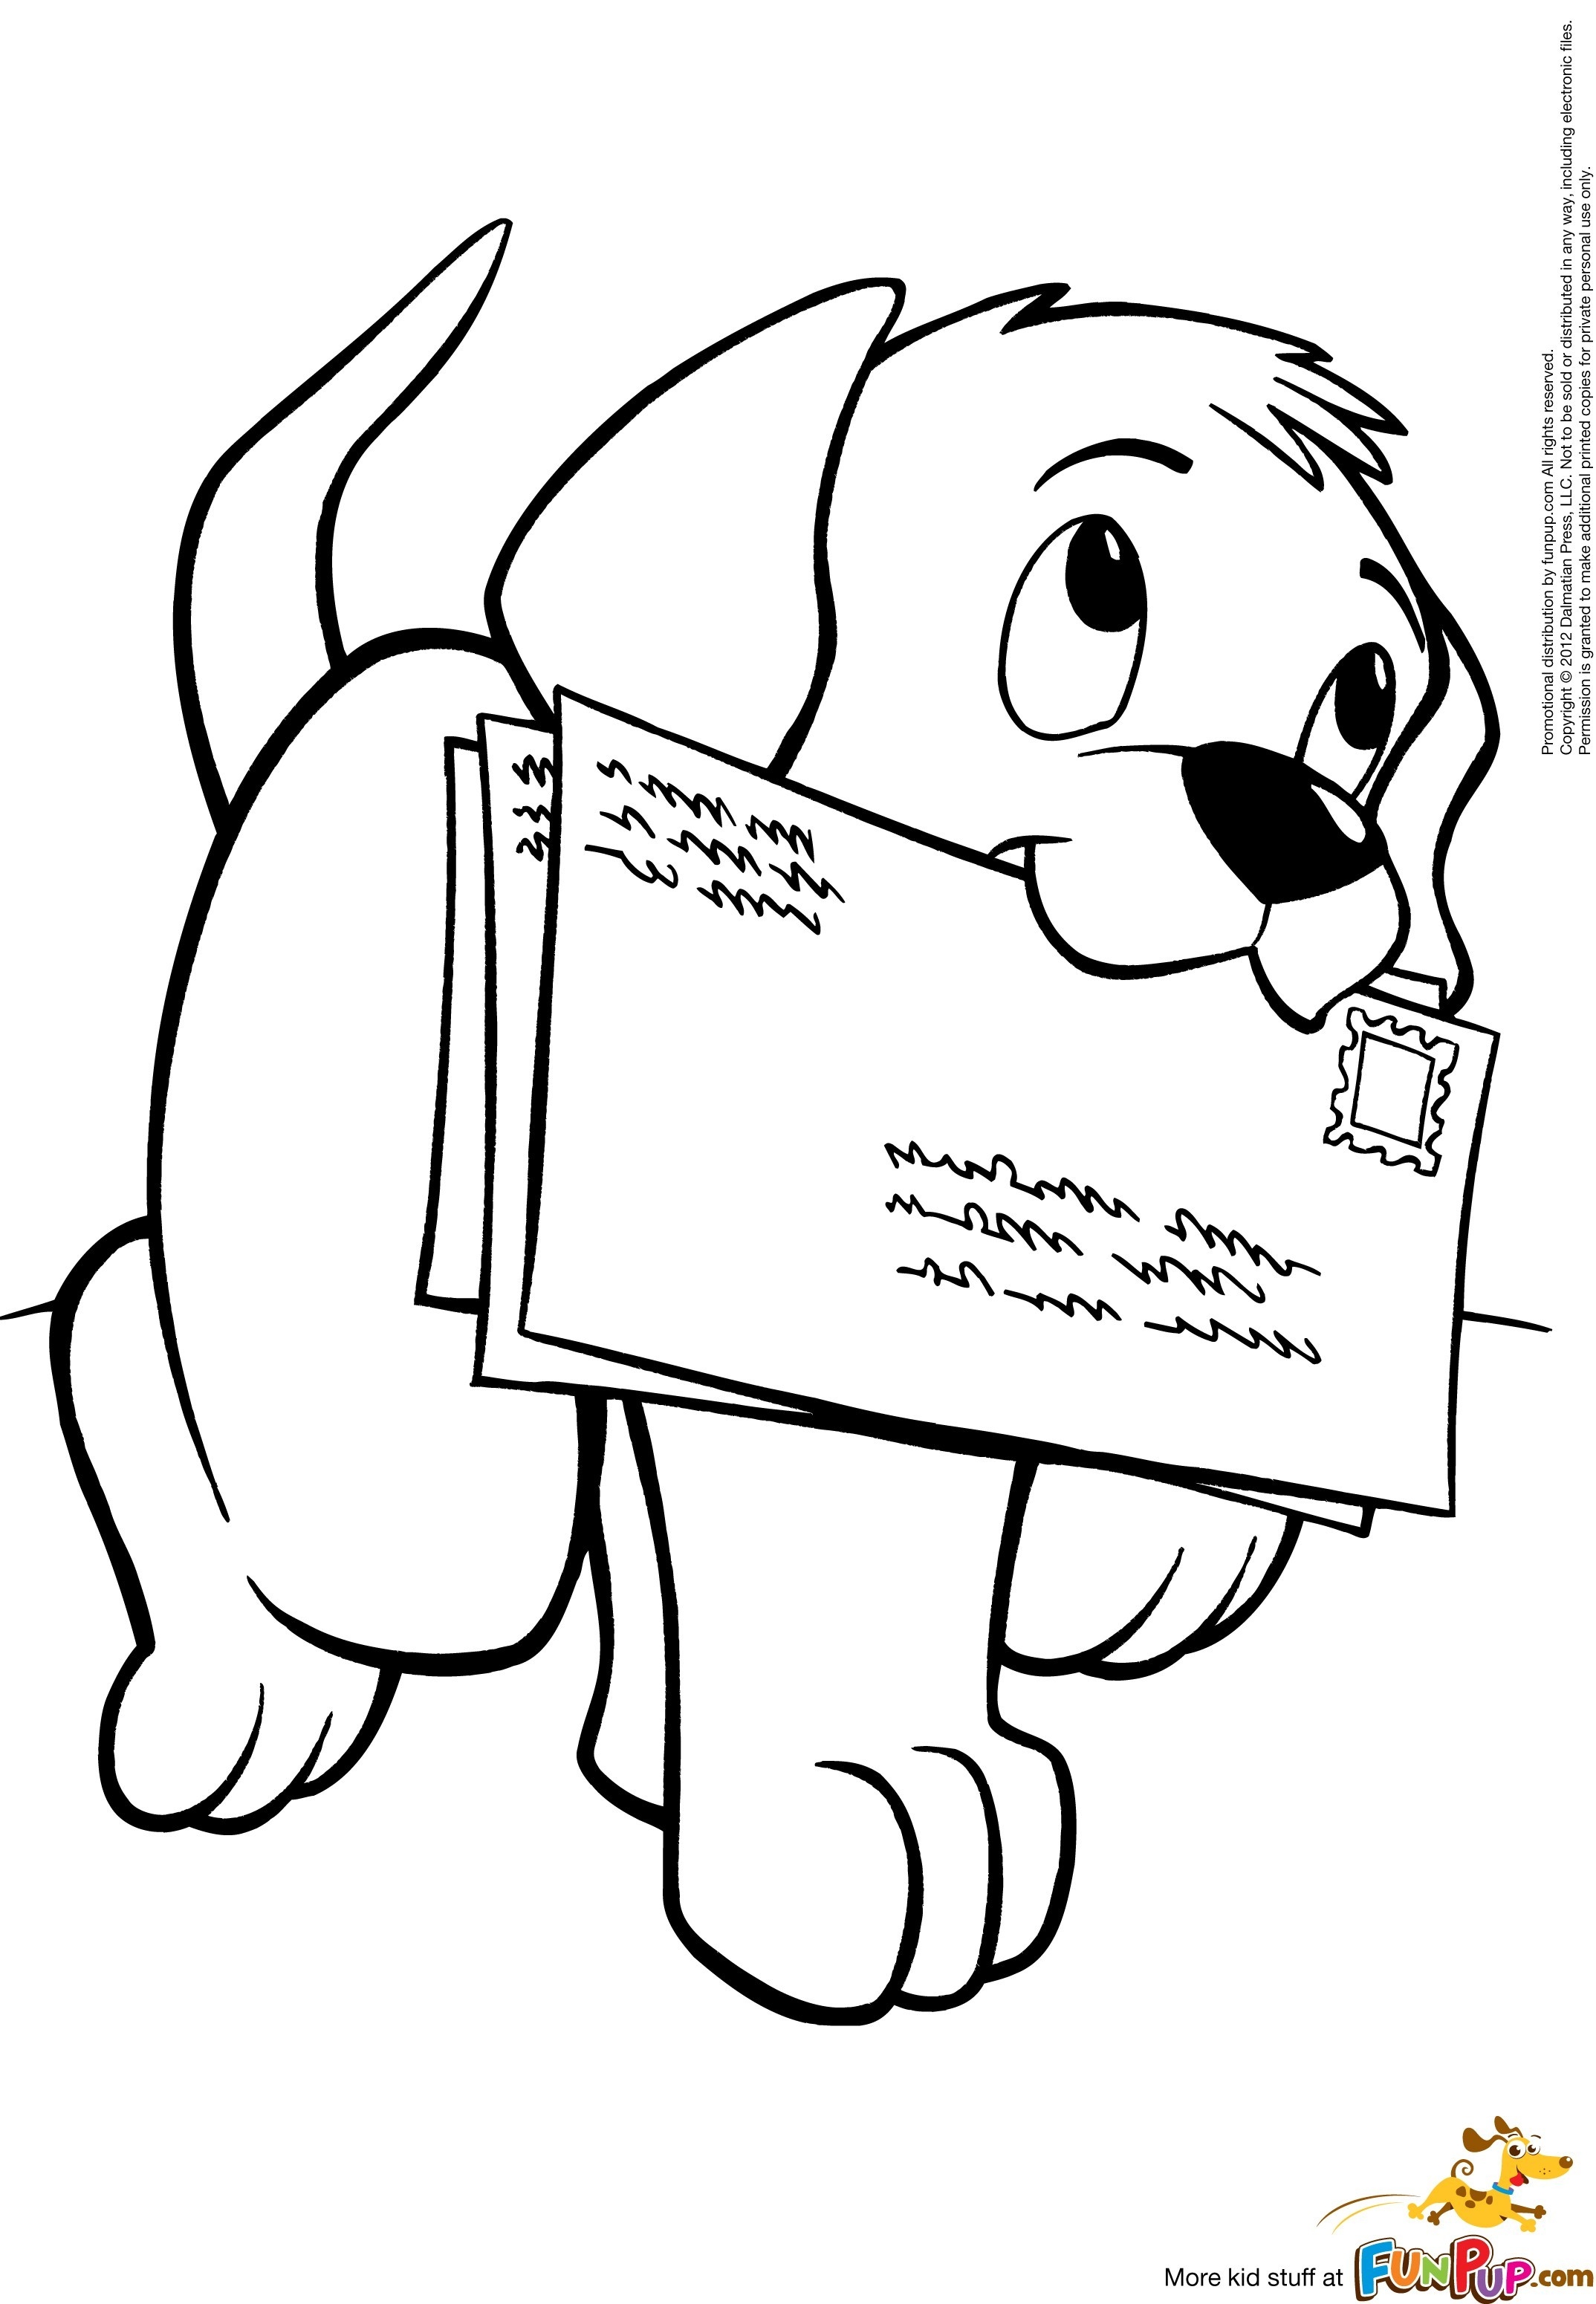 Promotional distribution by funpup.com All rights reserved.
Copyright © 2012 Dalmatian Press, LLC. Not to be sold or distributed in any way, including electronic files.
Permission is granted to make additional printed copies for private personal use only.
More kid stuff at FUNPUP.com